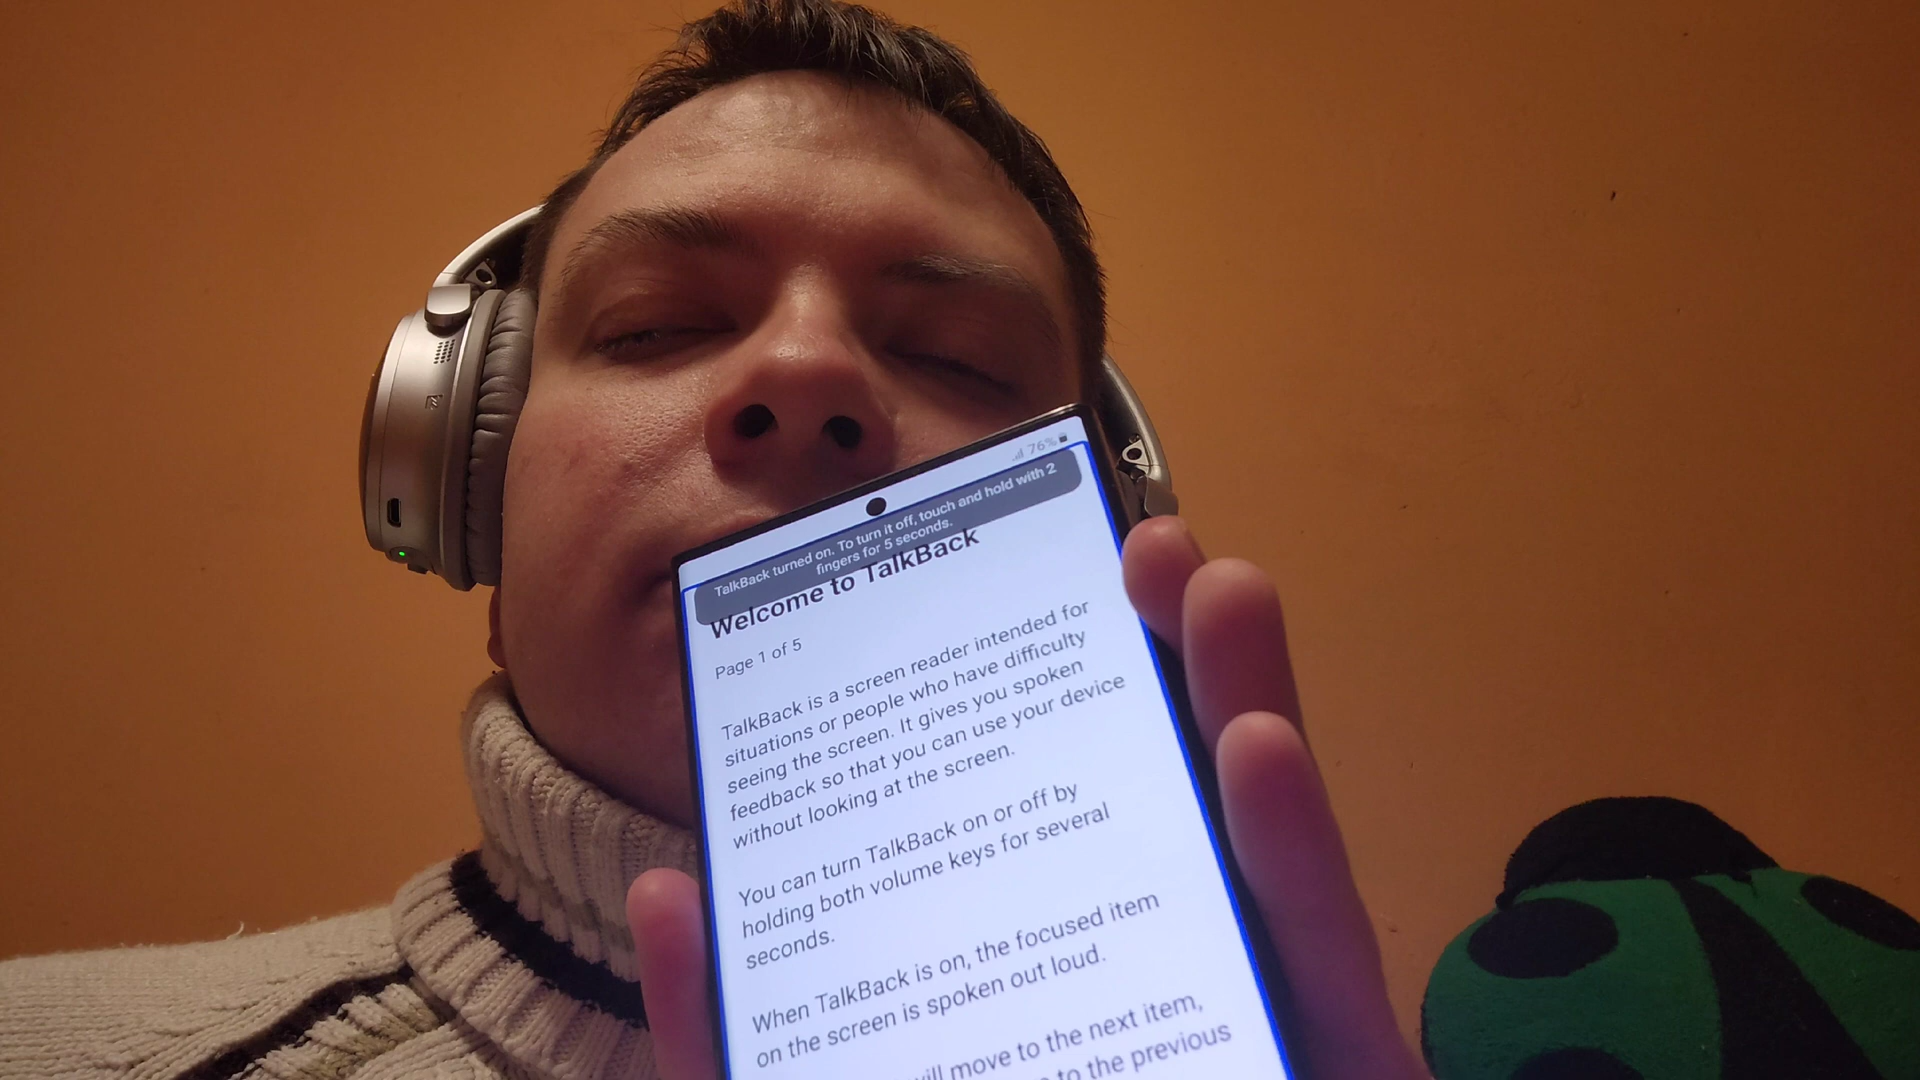 76%
TalkBack turned on. To turn it off, touch and hold with 2
fingers for 5 seconds.
Welcome to TalkBack
Page 1 of 5
TalkBack is a screen reader intended for
situations or people who have difficulty
seeing the screen. It gives you spoken
feedback so that you can use your device
without looking at the screen.
You can turn TalkBack on or off by
holding both volume keys for several
seconds.
When TalkBack is on, the focused item
on the screen is spoken out loud.
will move to the next item,
to the previous